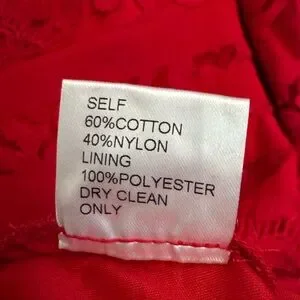 SELF
60%COTTON
40%NYLON
LINING
100%POLYESTER
DRY CLEAN
ONLY